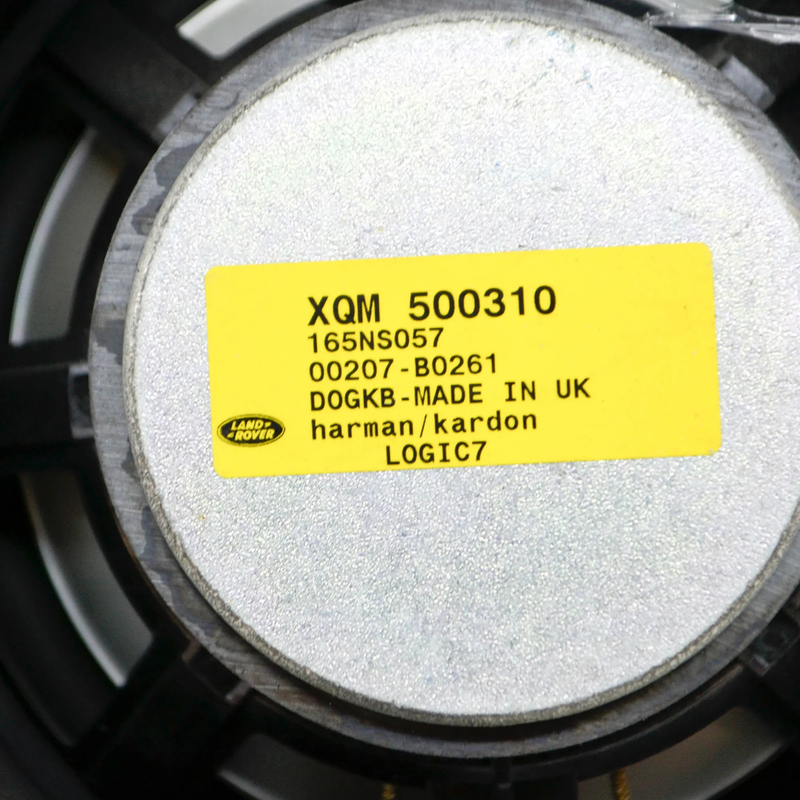 XQM 500310
165NS057
00207-B0261
D0GKB-MADE IN UK
harman/kardon
LOGIC7
LAND-
-ROVER